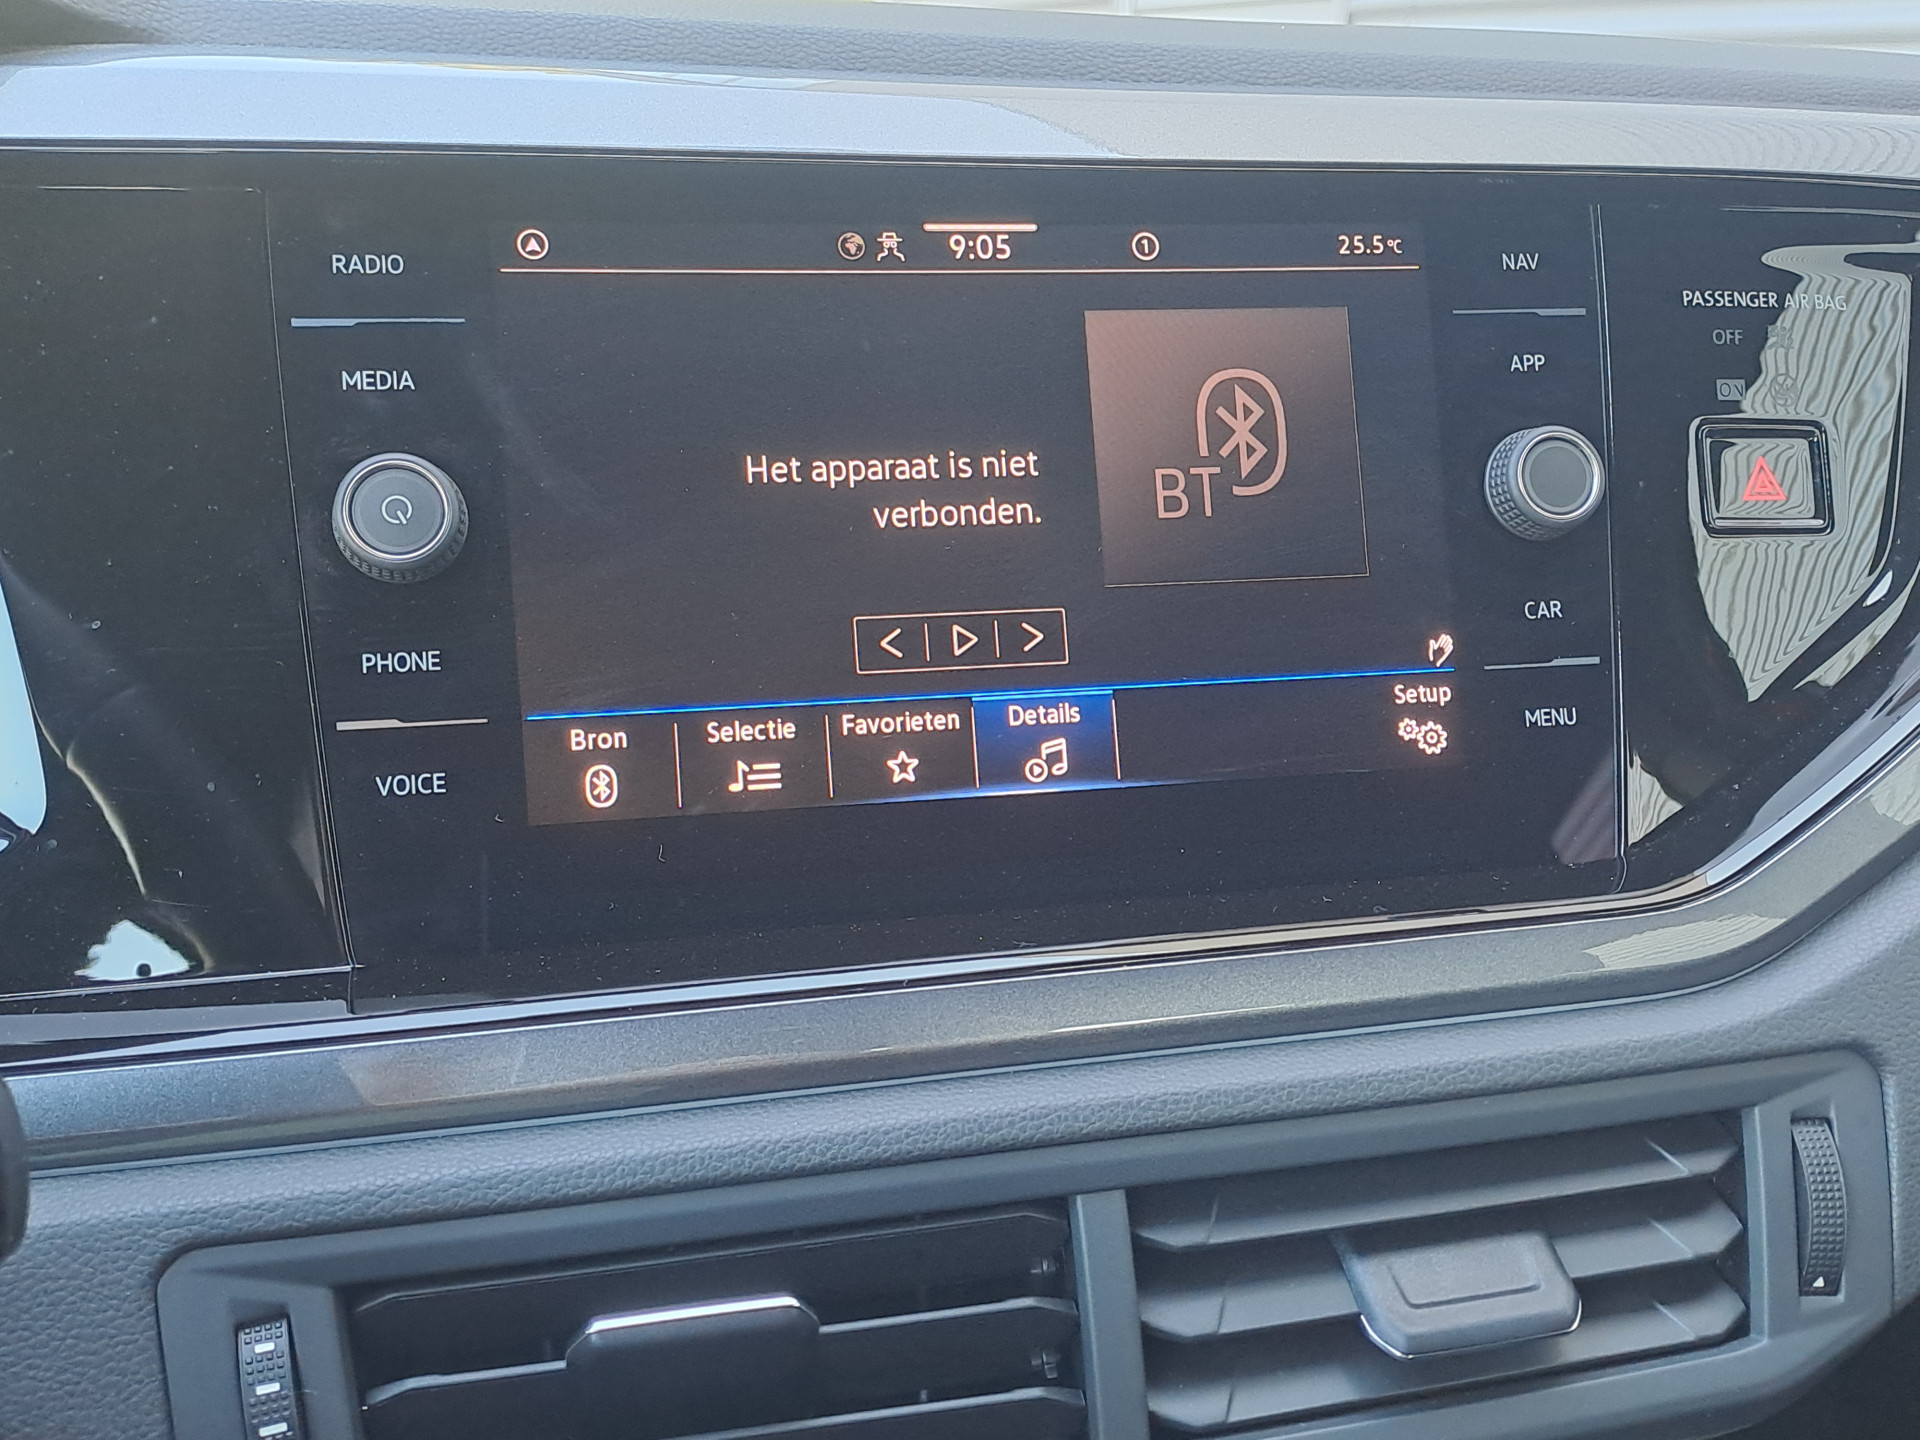 RADIO
MEDIA
PHONE
VOICE
9:05
1
25.5°C
Het apparaat is niet
verbonden.
BT
Bron
Selectie
Favorieten
Details
Setup
NAV
APP
CAR
MENU
PASSENGER AIR BAG
OFF
ON